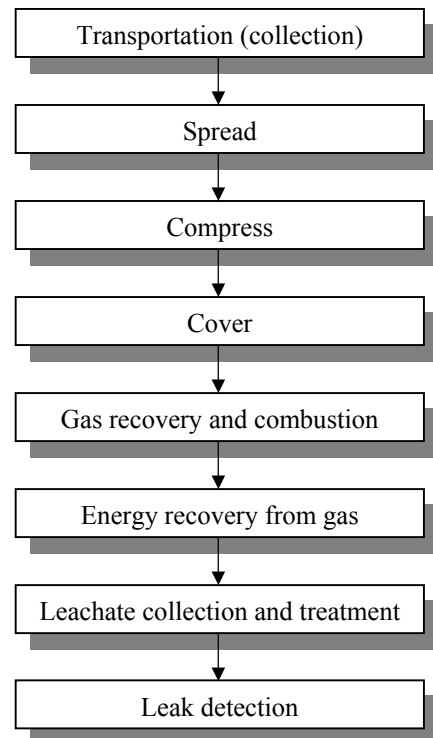 Transportation (collection)
Spread
Compress
Cover
Gas recovery and combustion
Energy recovery from gas
Leachate collection and treatment
Leak detection